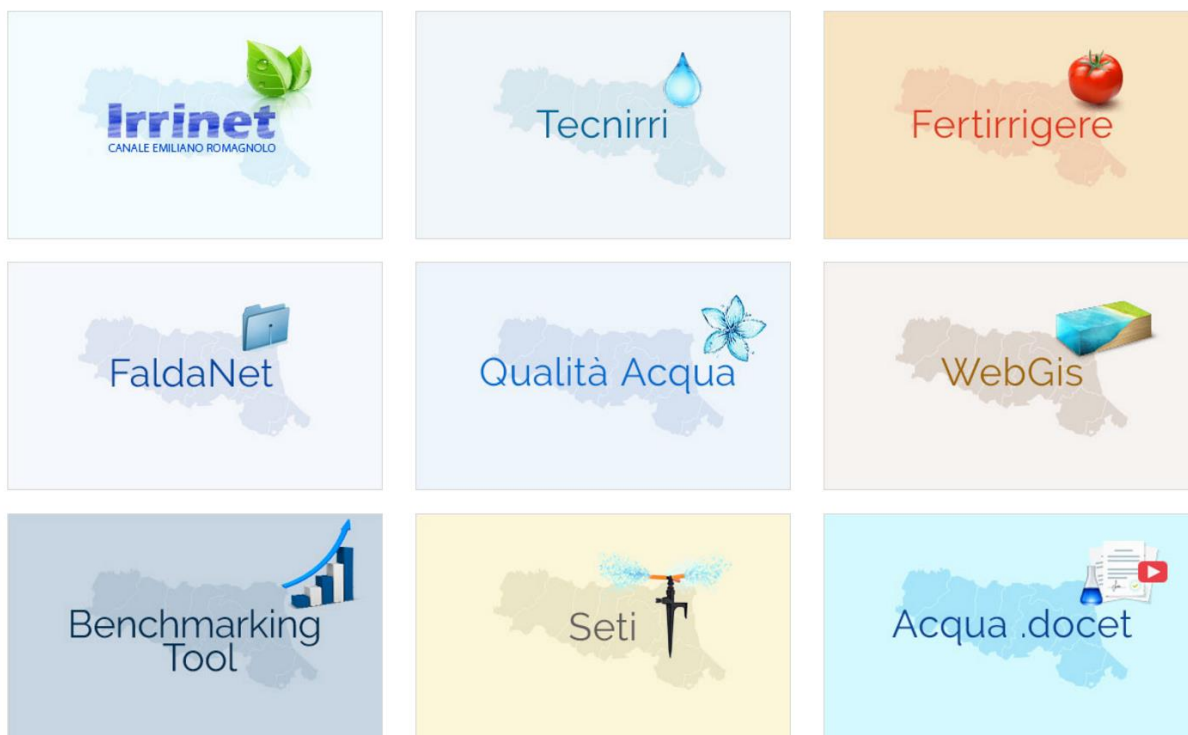 Irrinet
CANALE EMILIANO ROMAGNOLO
Tecnirri
Fertirrigere
FaldaNet
Qualità Acqua
WebGis
Benchmarking
Tool
Seti
Acqua .docet